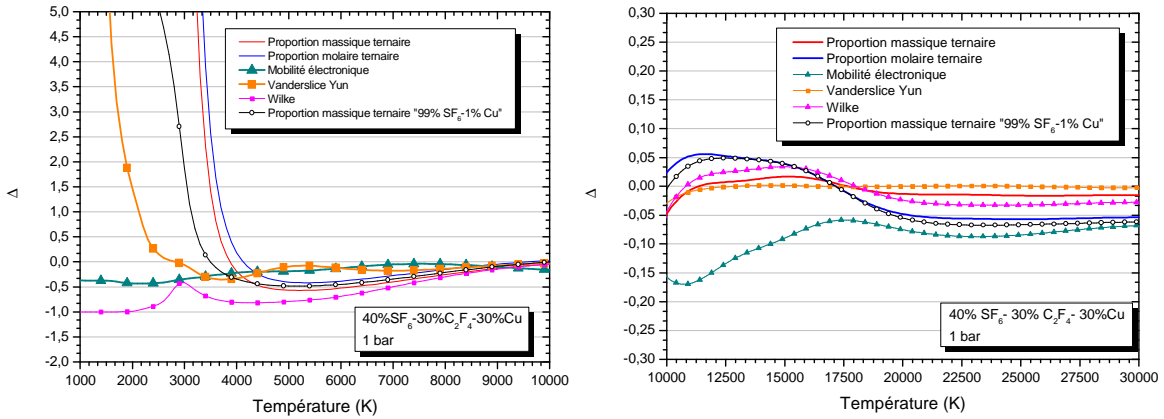 5,0
4,5
4,0
3,5
3,0
2,5
2,0
1,5
1,0
0,5
0,0
-0,5
-1,0
-1,5
-2,0
Δ
Proportion massique ternaire
Proportion molaire ternaire
Mobilité électronique
Vanderslice Yun
Wilke
Proportion massique ternaire "99% SF6-1% Cu"
40%SF6-30%C2F4-30%Cu
1 bar
1000 2000 3000 4000 5000 6000 7000 8000 9000 10000
Température (K)
0,30
0,25
0,20
0,15
0,10
0,05
0,00
-0,05
-0,10
-0,15
-0,20
-0,25
-0,30
Δ
Proportion massique ternaire
Proportion molaire ternaire
Mobilité électronique
Vanderslice Yun
Wilke
Proportion massique ternaire "99% SF6-1% Cu"
40% SF6- 30% C2F4- 30%Cu
1 bar
10000 12500 15000 17500 20000 22500 25000 27500 30000
Température (K)